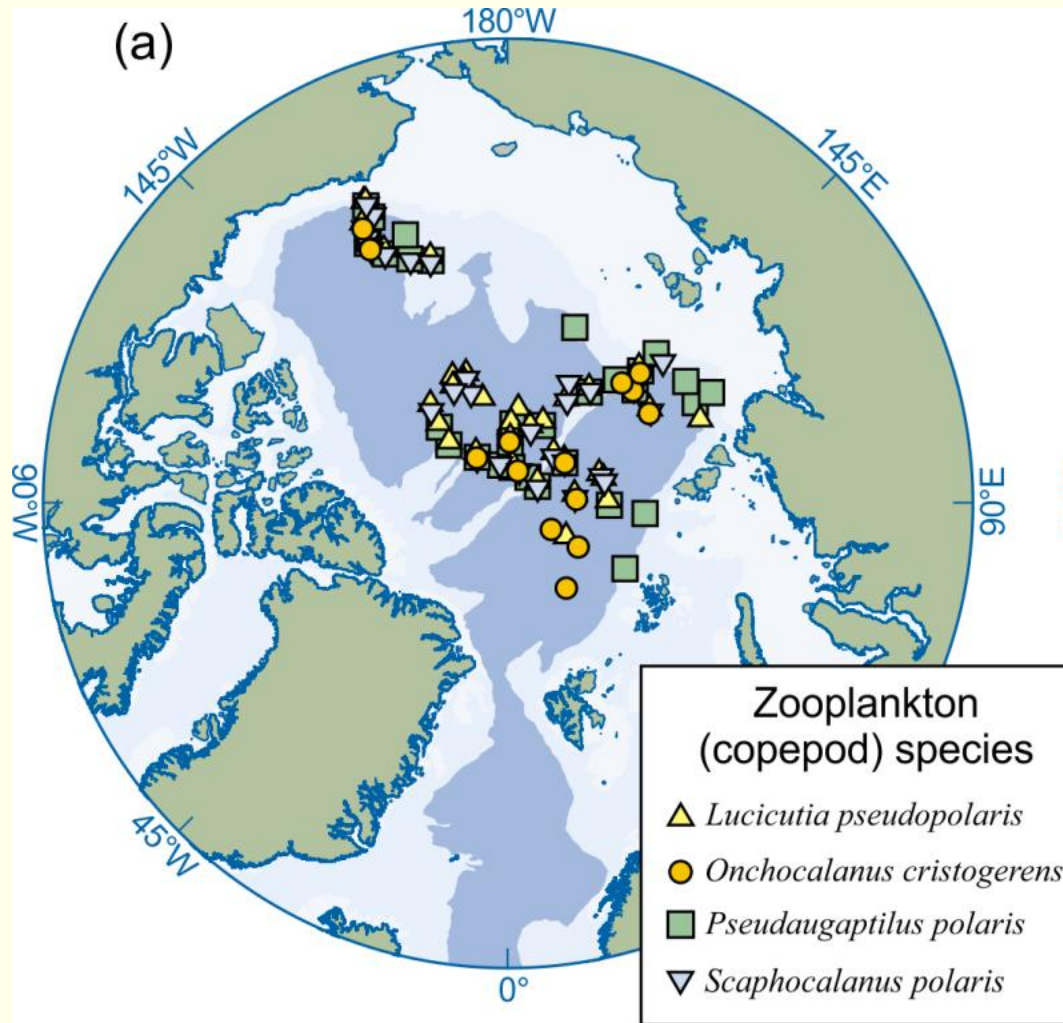 (a)
180°W
145°W
145°E
90°W
90°E
45°W
0°
Zooplankton
(copepod) species
Lucicutia pseudopolaris
Onchocalanus cristogerens
Pseudaugaptilus polaris
Scaphocalanus polaris